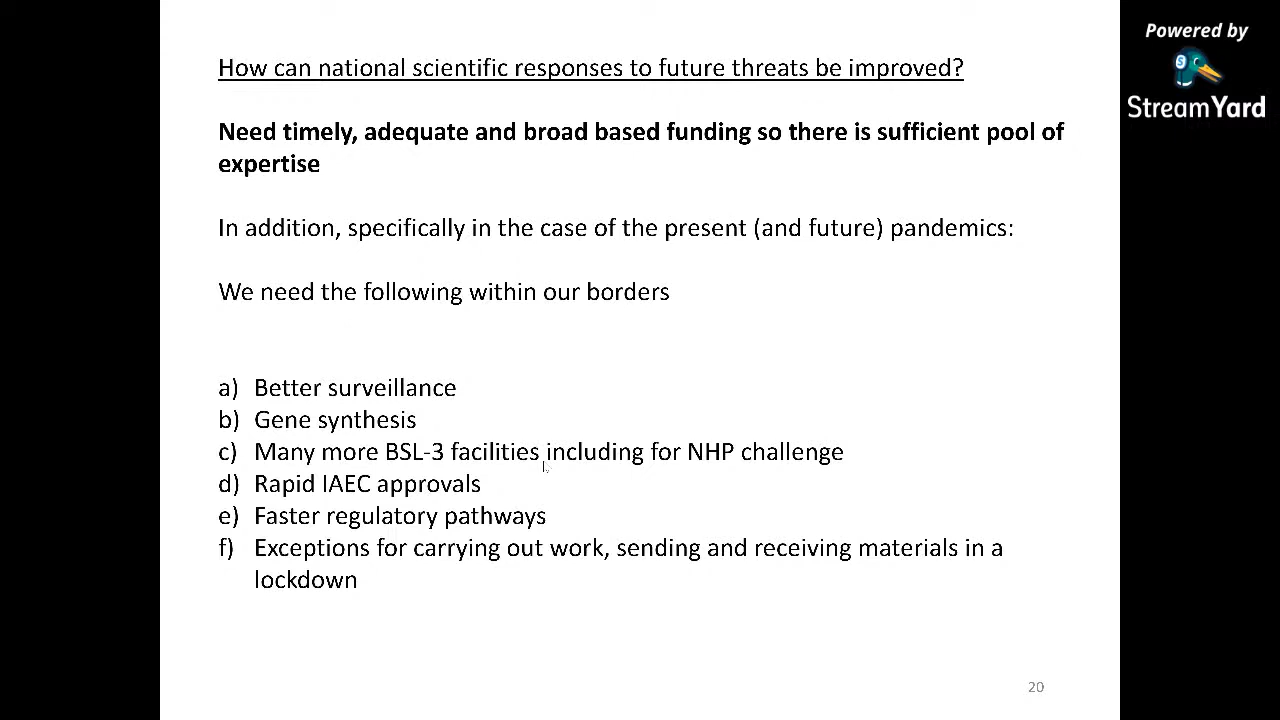 How can national scientific responses to future threats be improved?
Need timely, adequate and broad based funding so there is sufficient pool of
expertise
In addition, specifically in the case of the present (and future) pandemics:
We need the following within our borders
a) Better surveillance
b) Gene synthesis
c) Many more BSL-3 facilities including for NHP challenge
d) Rapid IAEC approvals
e) Faster regulatory pathways
f) Exceptions for carrying out work, sending and receiving materials in a
lockdown
20
Powered by
StreamYard